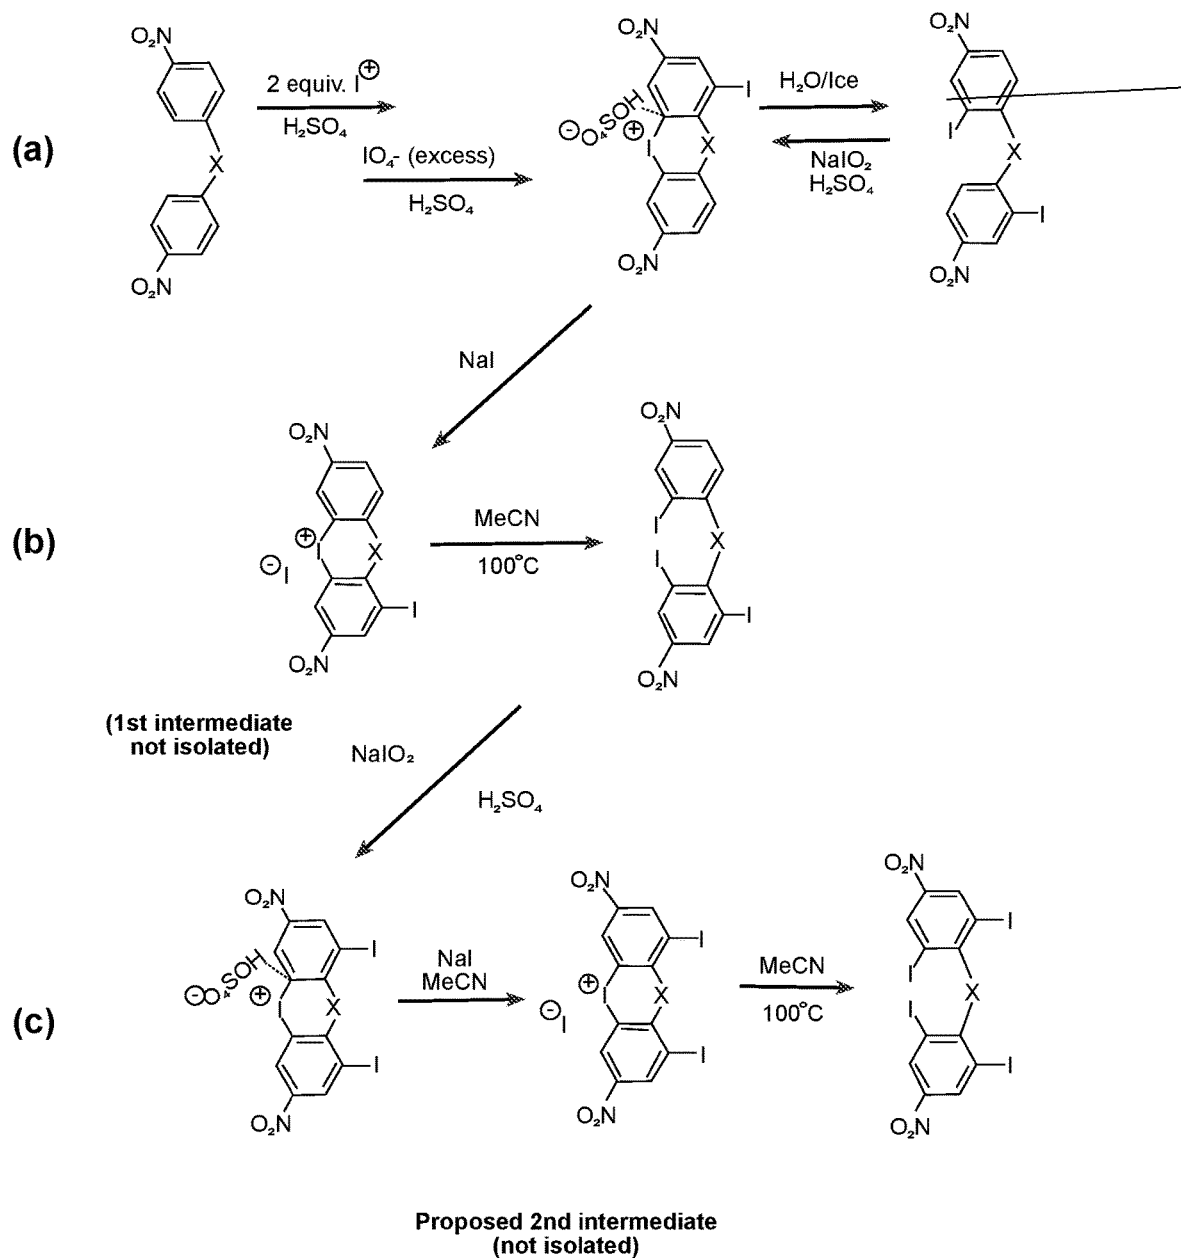 O₂N
2 equiv. I⊕
H₂SO₄
IO₄- (excess)
H₂SO₄
(a)
X
O₂N
O₂N
I
⊖O₄SOH
⊕
I
X
O₂N
H₂O/Ice
NaIO₂
H₂SO₄
O₂N
I
X
I
O₂N
NaI
(b)
O₂N
⊕
I
X
⊖I
I
O₂N
MeCN
100°C
O₂N
I
I
X
I
O₂N
(1st intermediate
not isolated)
NaIO₂
H₂SO₄
(c)
O₂N
I
⊖O₄SOH
⊕
I
X
I
O₂N
NaI
MeCN
O₂N
I
⊕
I
X
⊖I
I
O₂N
MeCN
100°C
O₂N
I
I
I
X
I
O₂N
Proposed 2nd intermediate
(not isolated)